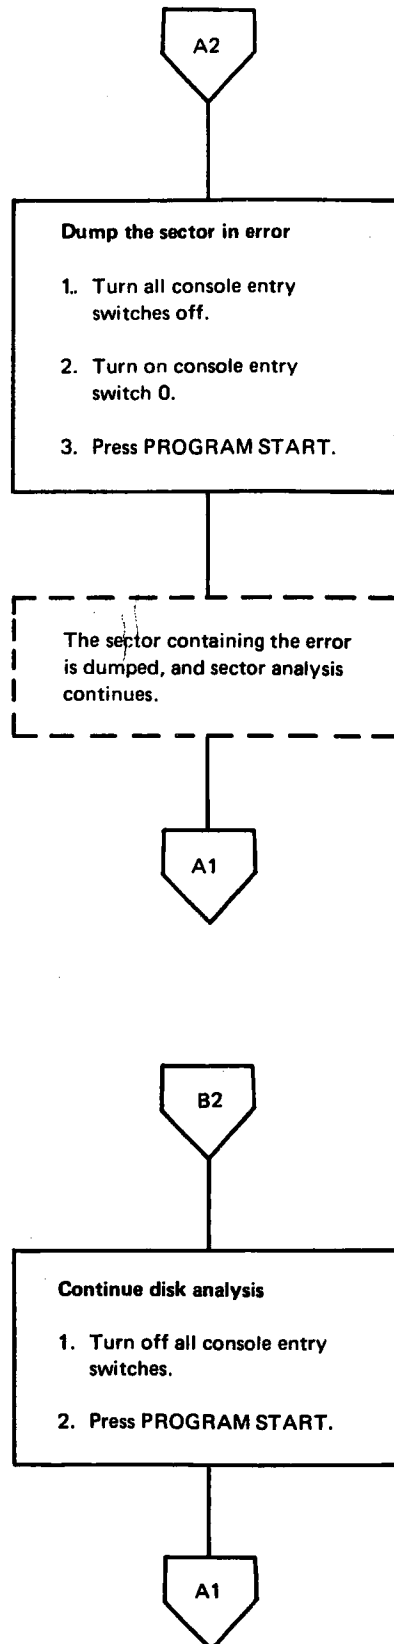 A2
Dump the sector in error
1.. Turn all console entry
switches off.
2. Turn on console entry
switch 0.
3. Press PROGRAM START.
The sector containing the error
is dumped, and sector analysis
continues.
A1
B2
Continue disk analysis
1. Turn off all console entry
switches.
2. Press PROGRAM START.
A1